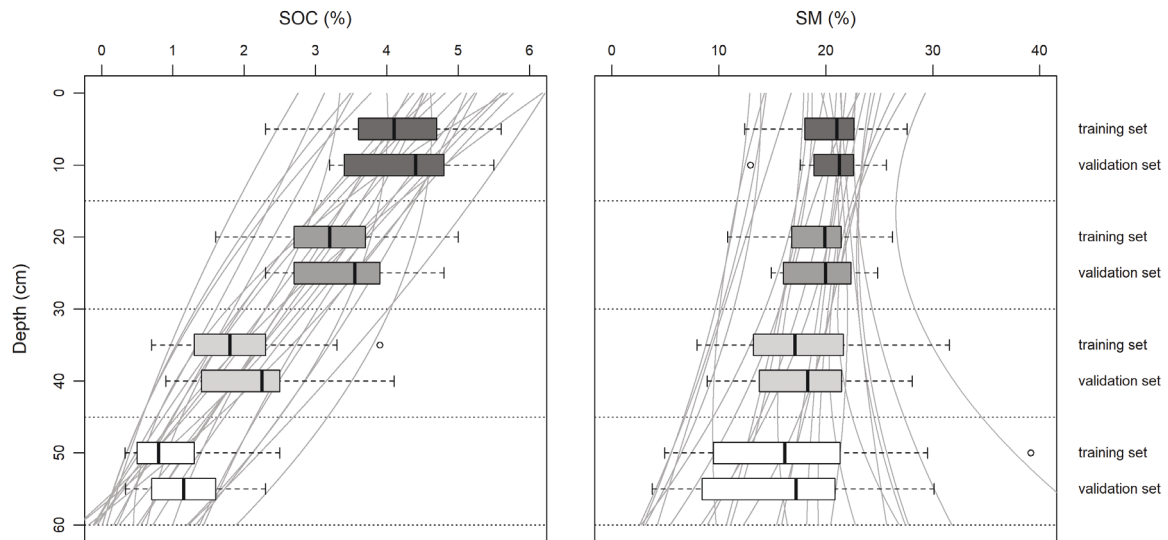 SOC (%)
SM (%)
0 1 2 3 4 5 6
0 10 20 30 40
0
10
20
30
40
50
60
Depth (cm)
training set
validation set
training set
validation set
training set
validation set
training set
validation set